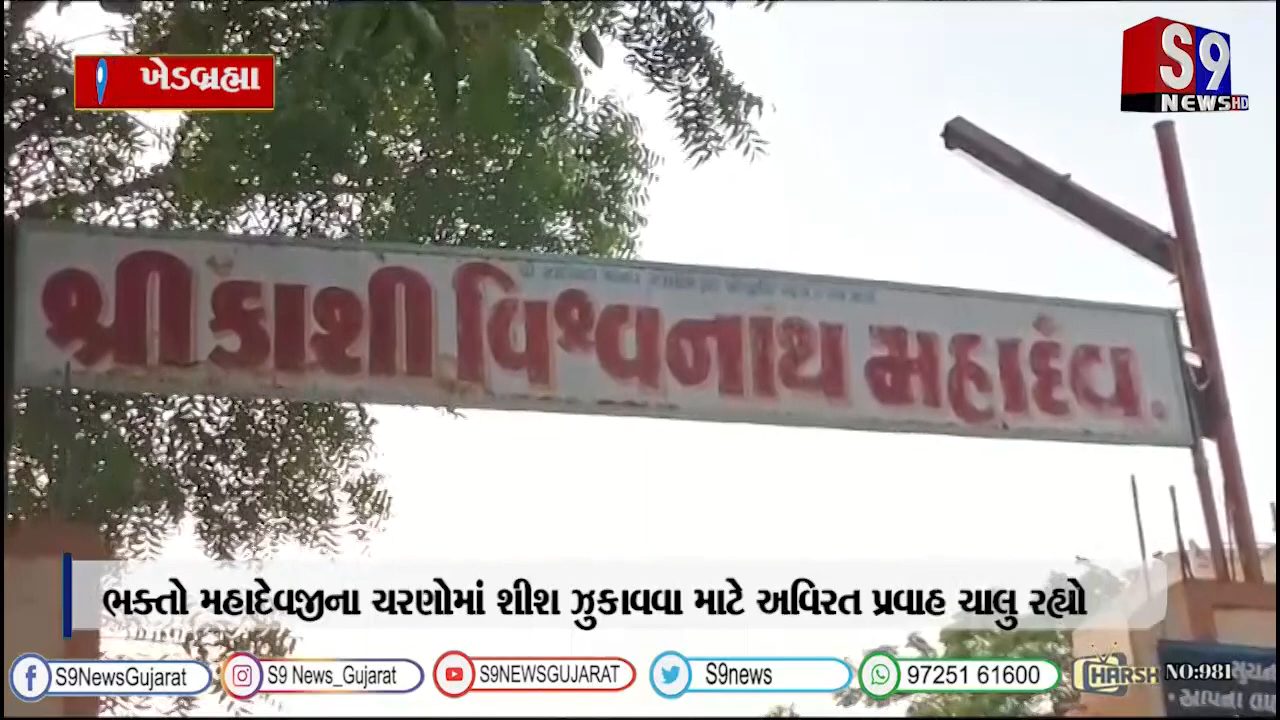 ખેડબ્રહ્મા
S9
NEWS HD
શ્રી કાશી વિશ્વનાથ મહાદેવ.
ભક્તો મહાદેવજીના ચરણોમાં શીશ ઝુકાવવા માટે અવિરત પ્રવાહ ચાલુ રહ્યો
S9NewsGujarat
S9 News_Gujarat
S9NEWSGUJARAT
S9news
97251 61600
CHARSH NO:981